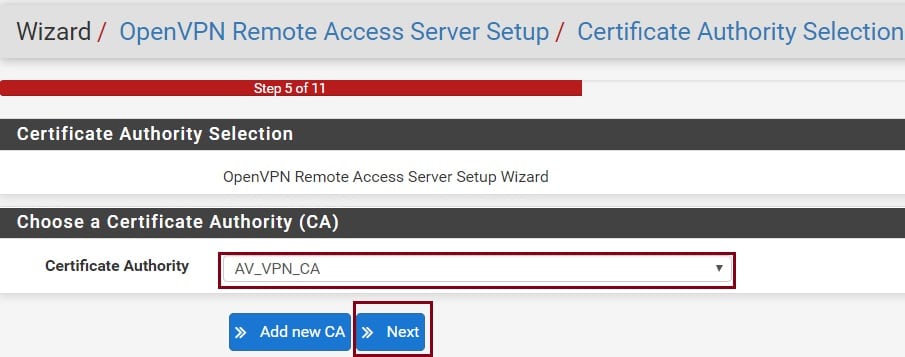 Wizard / OpenVPN Remote Access Server Setup / Certificate Authority Selection
Step 5 of 11
Certificate Authority Selection
OpenVPN Remote Access Server Setup Wizard
Choose a Certificate Authority (CA)
Certificate Authority AV_VPN_CA
Add new CA Next